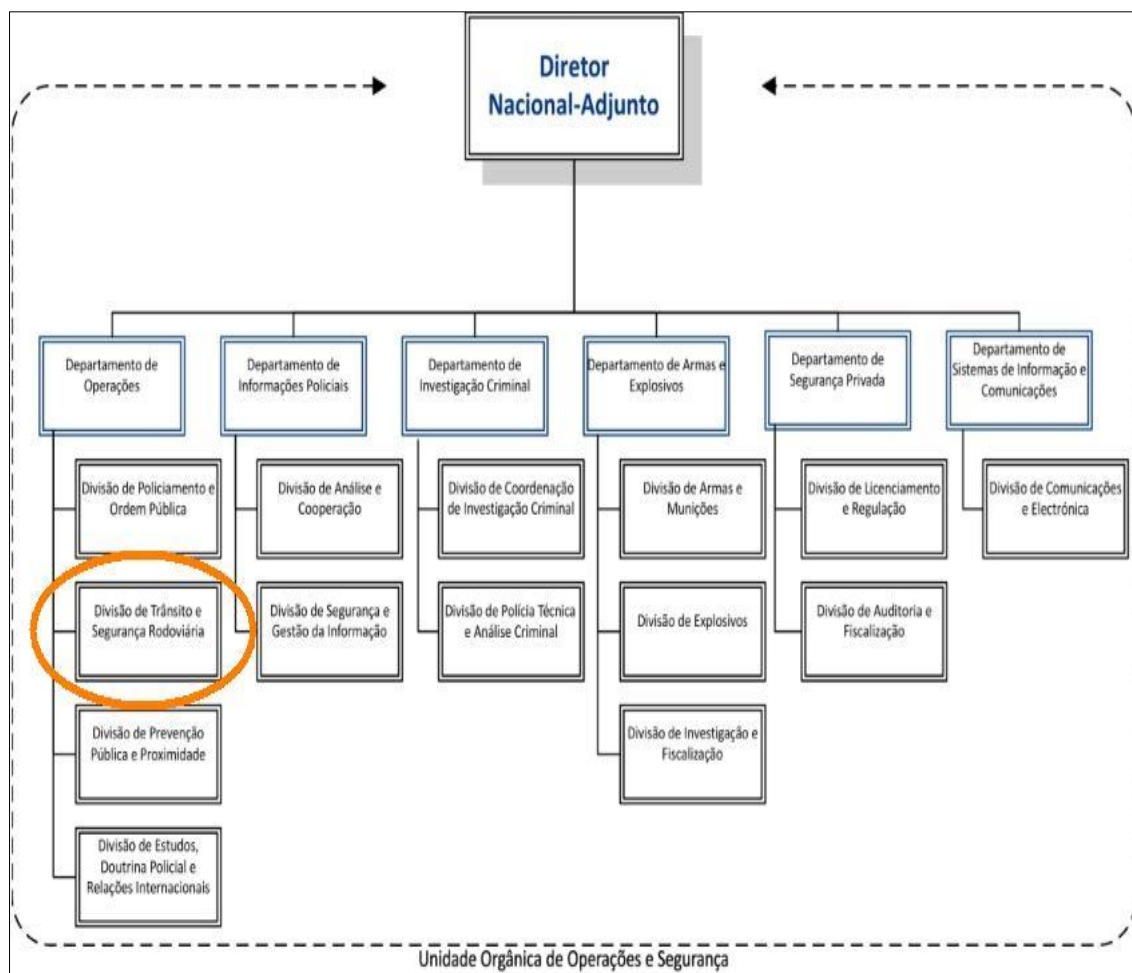 Diretor
Nacional-Adjunto
Departamento de
Operações
Departamento de
Informações Policiais
Departamento de
Investigação Criminal
Departamento de Armas e
Explosivos
Departamento de
Segurança Privada
Departamento de
Sistemas de Informação e
Comunicações
Divisão de Policiamento e
Ordem Pública
Divisão de Análise e
Cooperação
Divisão de Coordenação
de Investigação Criminal
Divisão de Armas e
Munições
Divisão de Licenciamento
e Regulação
Divisão de Comunicações
e Electrónica
Divisão de Trânsito e
Segurança Rodoviária
Divisão de Segurança e
Gestão da Informação
Divisão de Polícia Técnica
e Análise Criminal
Divisão de Explosivos
Divisão de Auditoria e
Fiscalização
Divisão de Prevenção
Pública e Proximidade
Divisão de Investigação e
Fiscalização
Divisão de Estudos,
Doutrina Policial e
Relações Internacionais
Unidade Orgânica de Operações e Segurança